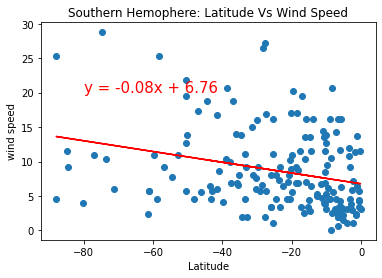 Southern Hemophere: Latitude Vs Wind Speed
30
25
20
15
10
5
0
wind speed
y = -0.08x + 6.76
−80 −60 −40 −20 0
Latitude